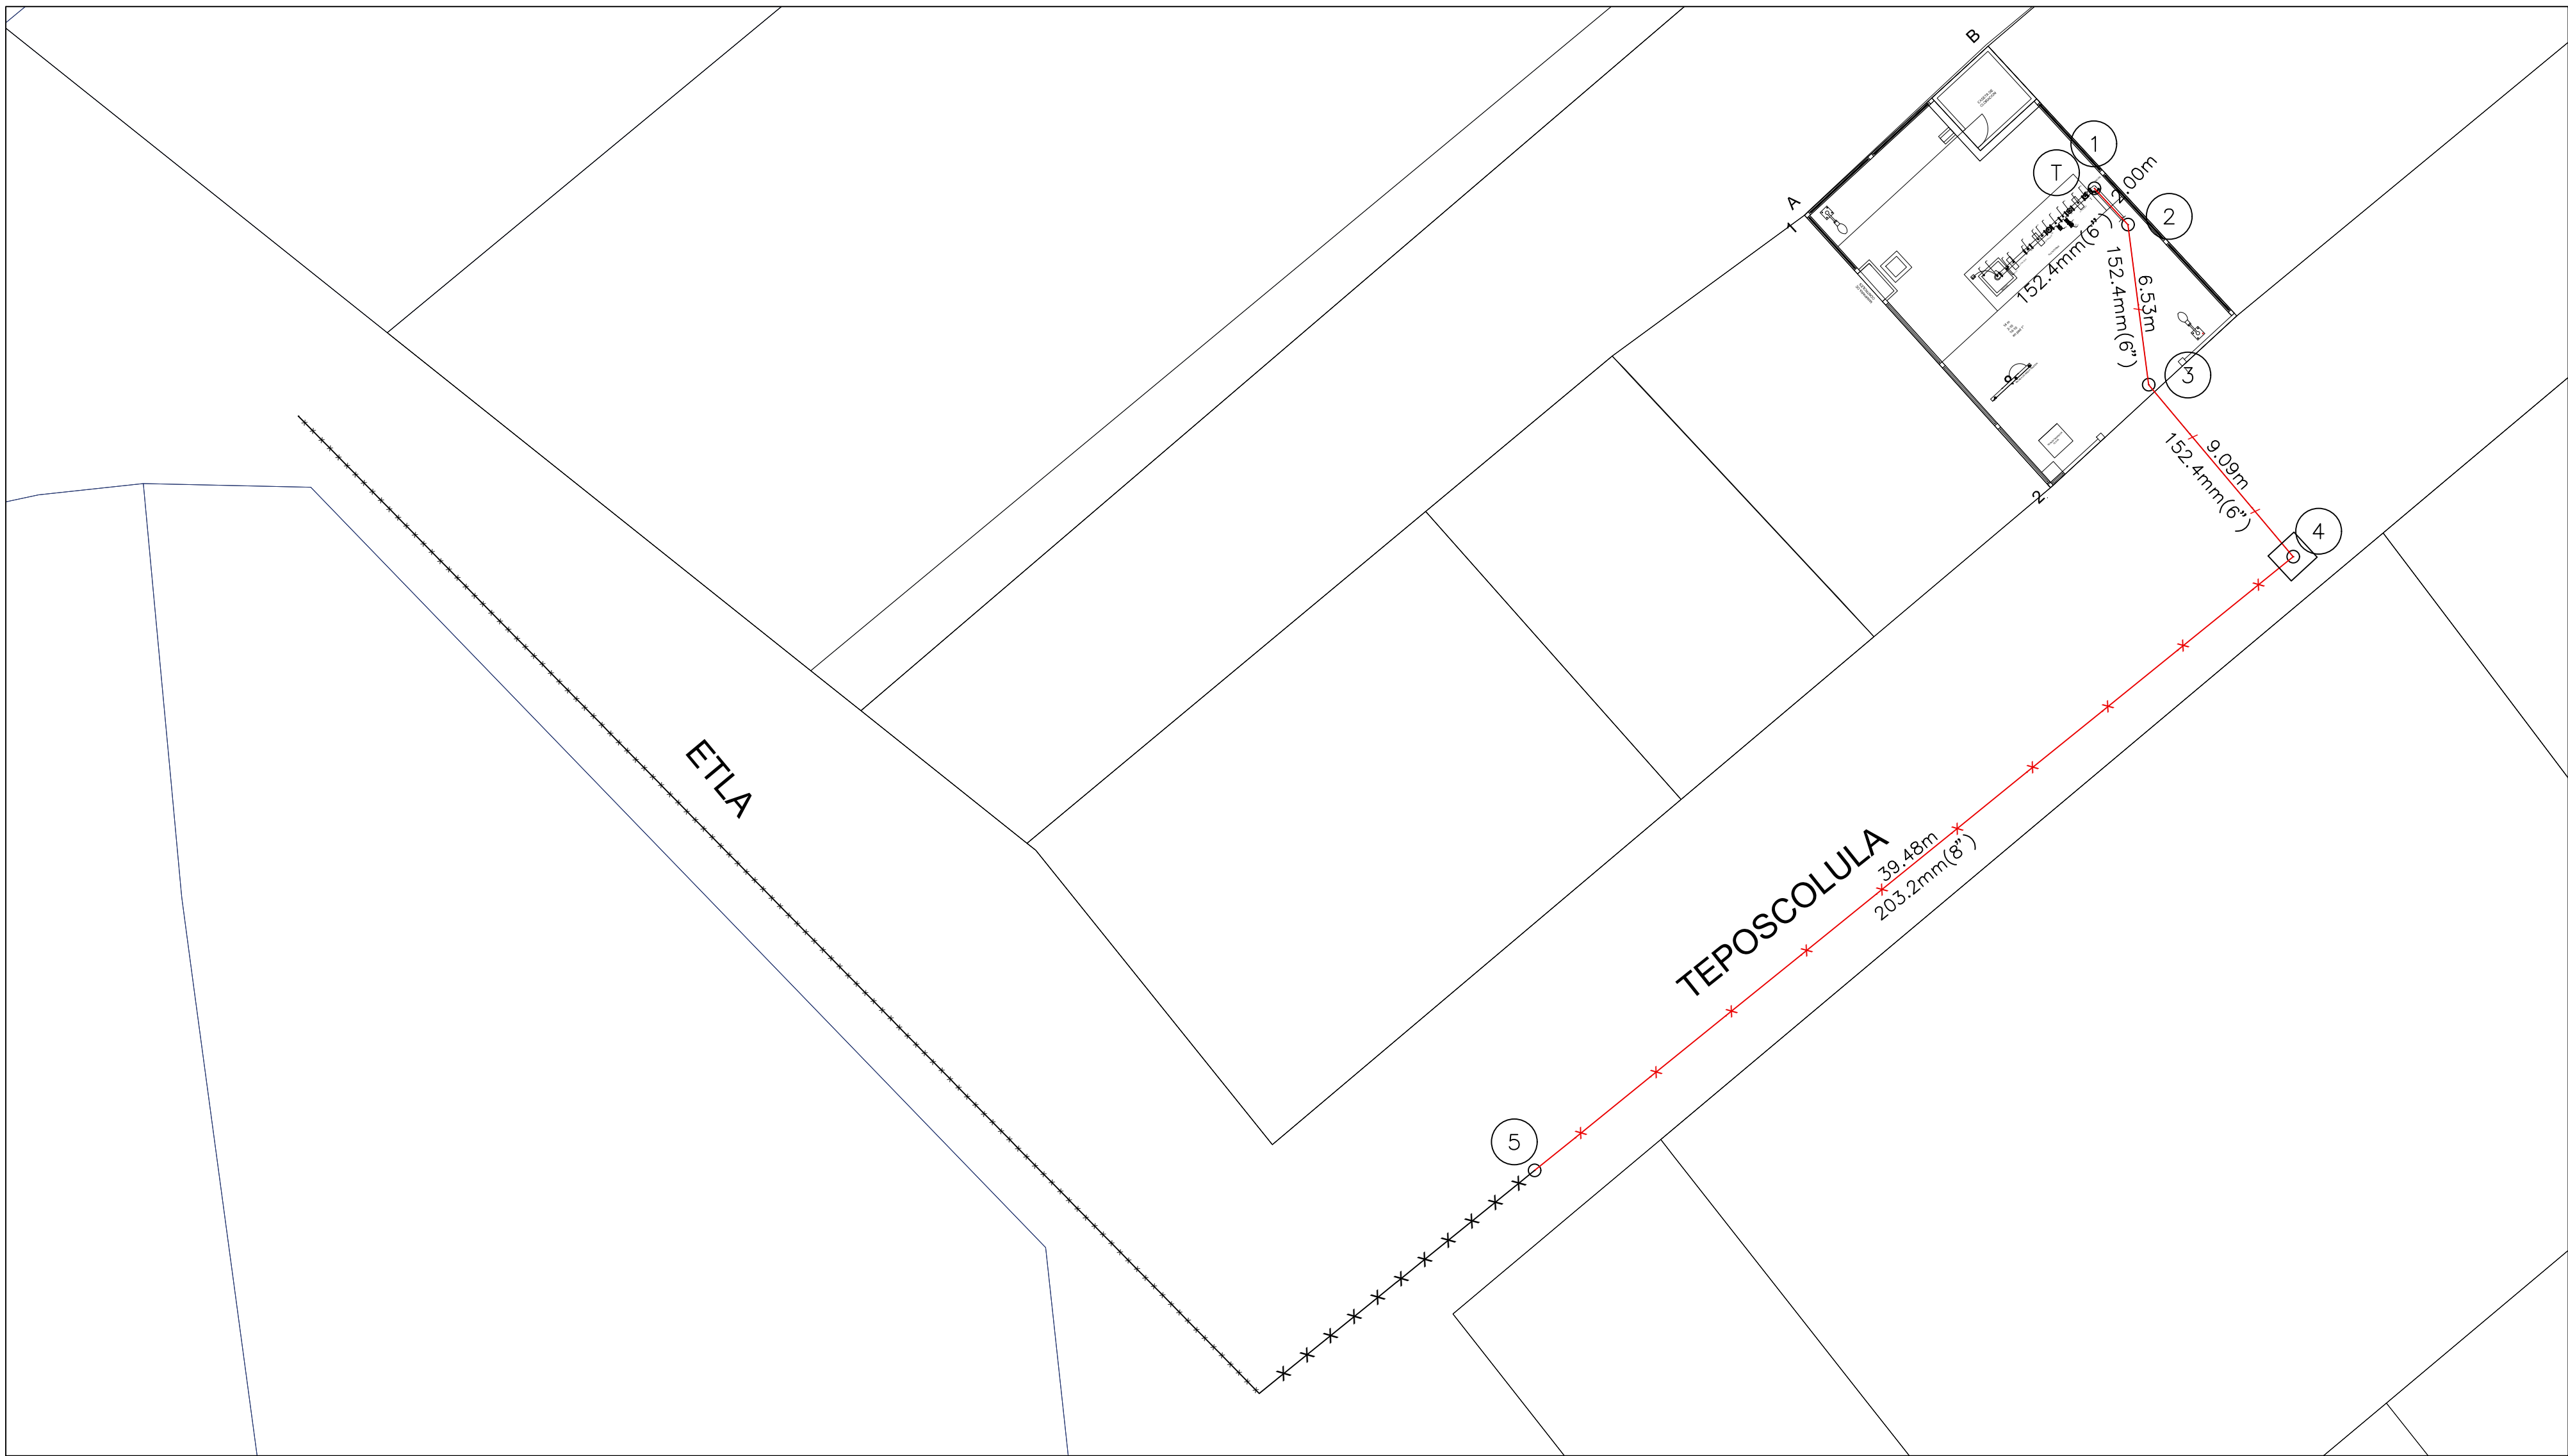 B
A
1
T
1
2.00m
152.4mm(6")
2
6.53m
152.4mm(6")
3
2
9.09m
152.4mm(6")
4
ETLA
TEPOSCOLULA
39.48m
203.2mm(8")
5